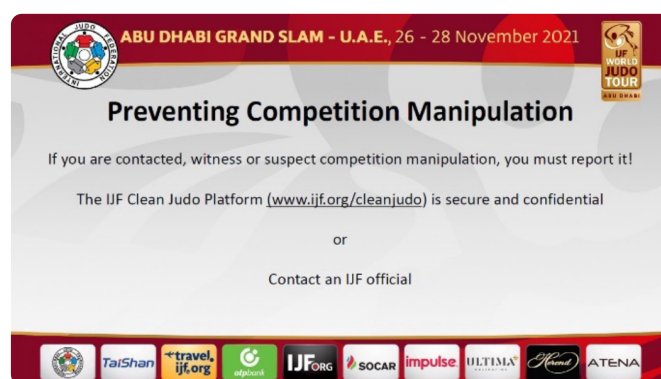 ABU DHABI GRAND SLAM - U.A.E., 26 - 28 November 2021
INTERNATIONAL JUDO FEDERATION
IJF
WORLD
JUDO
TOUR
ABU DHABI
Preventing Competition Manipulation
If you are contacted, witness or suspect competition manipulation, you must report it!
The IJF Clean Judo Platform (www.ijf.org/cleanjudo) is secure and confidential
or
Contact an IJF official
TaiShan
travel.
ijf.org
otpbank
IJF.ORG
SOCAR
impulse
ULTIMA
Herend
ATENA